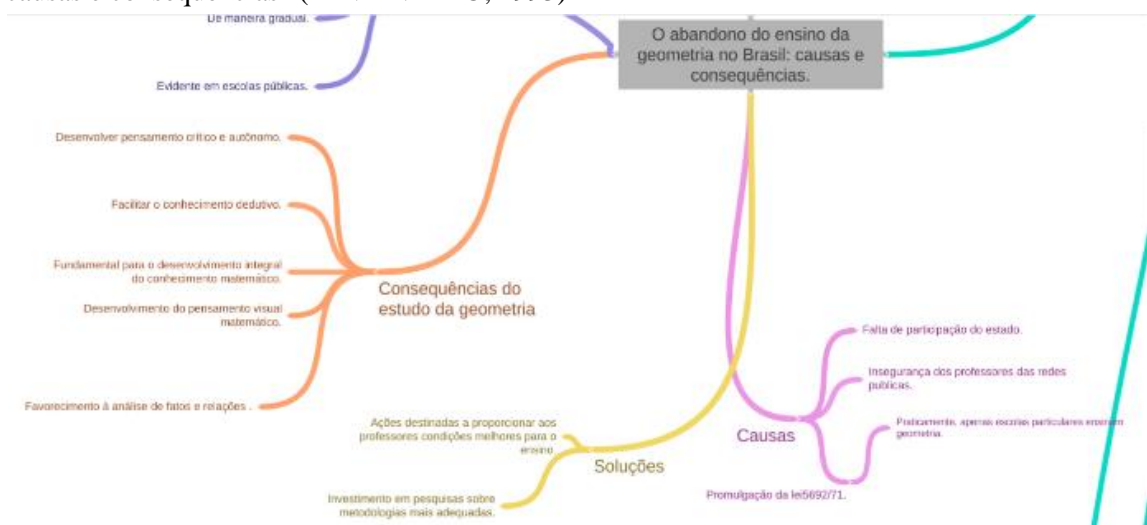 De maneira gradual.
Evidente em escolas públicas.
O abandono do ensino da
geometria no Brasil: causas e
consequências.
Desenvolver pensamento crítico e autônomo.
Facilitar o conhecimento dedutivo.
Fundamental para o desenvolvimento integral
do conhecimento matemático.
Desenvolvimento do pensamento visual
matemático.
Favorecimento à análise de fatos e relações .
Consequências do
estudo da geometria
Ações destinadas a proporcionar aos
professores condições melhores para o
ensino
Investimento em pesquisas sobre
metodologias mais adequadas.
Soluções
Causas
Falta de participação do estado.
Insegurança dos professores das redes
publicas.
Praticamente, apenas escolas particulares
geometria.
Promulgação da lei5692/71.